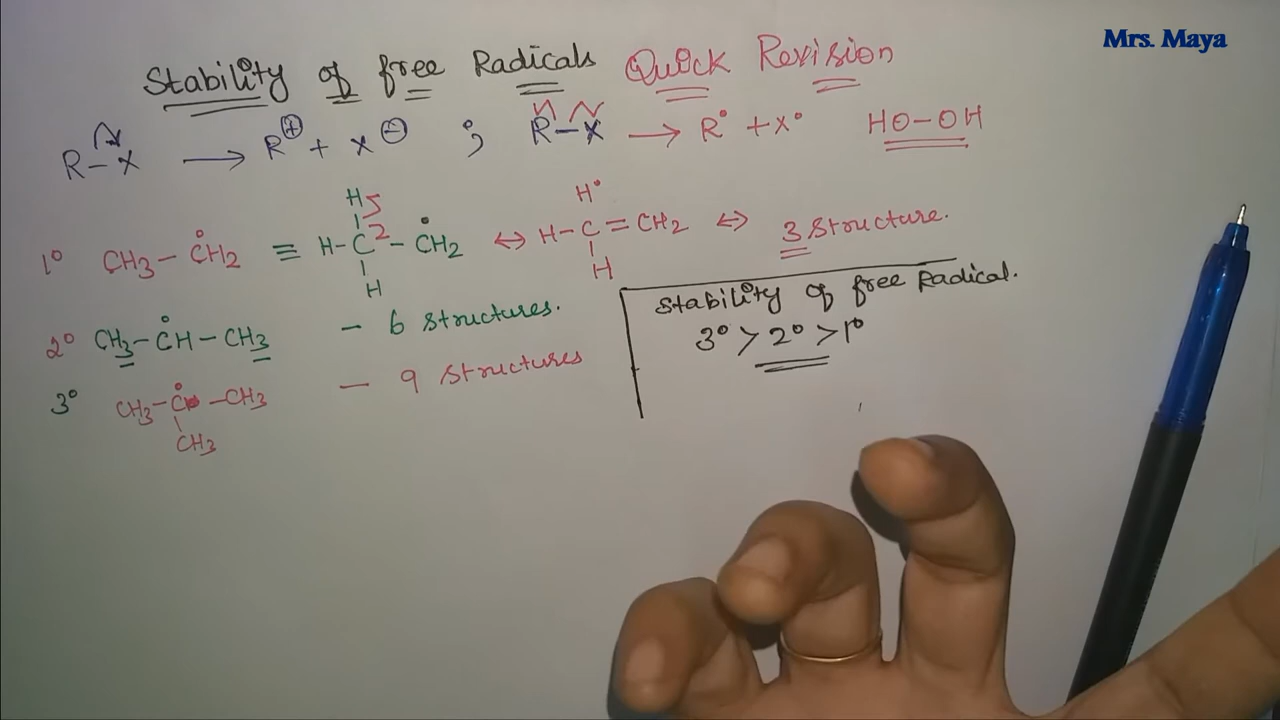 Mrs. Maya
Stability of free Radicals Quick Revision
R-X → R⊕ + X⊖ ; R-X → R• + X• HO-OH
H H•
1° CH3-ĊH2 ≡ H-C-ĊH2 ⇔ H-C=CH2 ⇔ 3 Structure.
H H
2° CH3-ĊH-CH3 - 6 Structures.
3° CH3-Ċ-CH3 - 9 Structures
CH3
Stability of free Radical.
3° > 2° > 1°